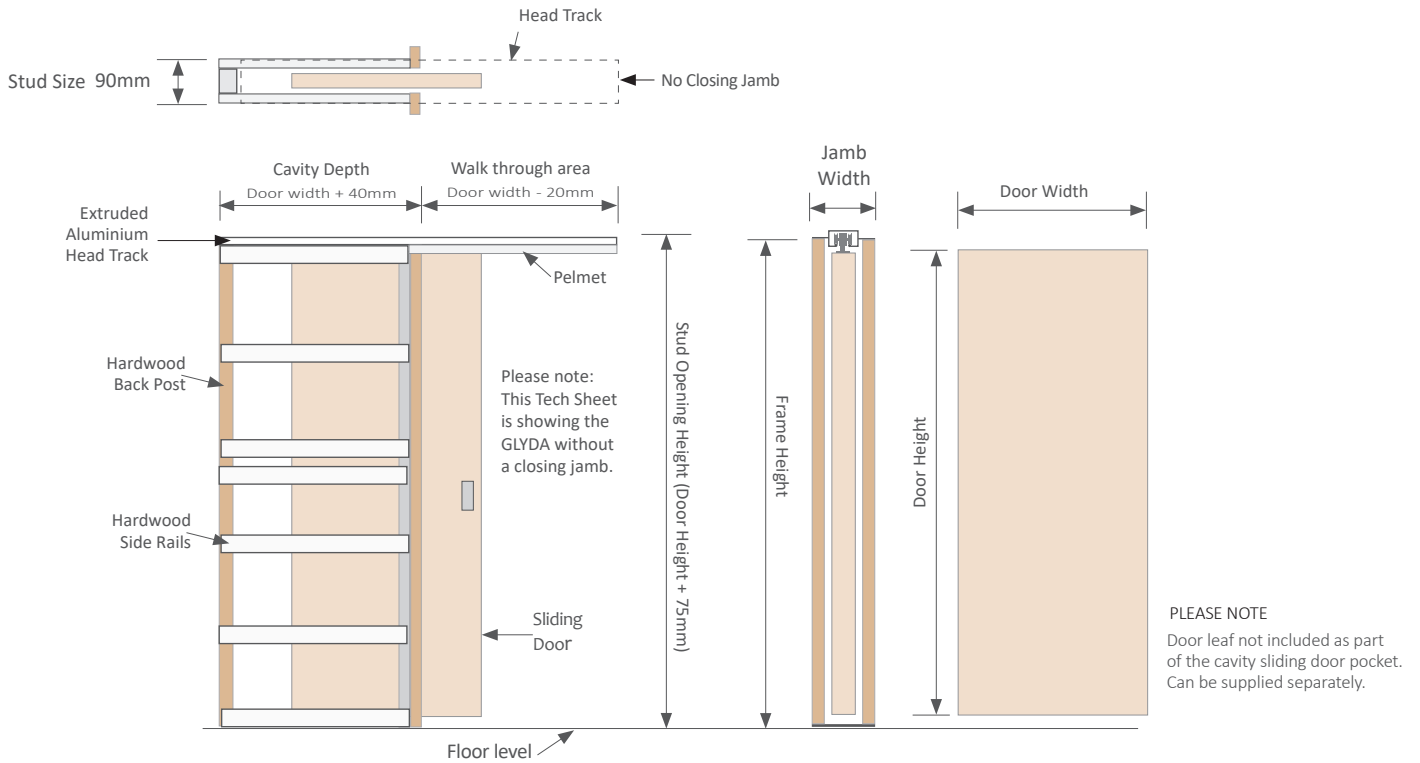 Head Track
Stud Size 90mm
No Closing Jamb
Cavity Depth
Door width + 40mm
Walk through area
Door width - 20mm
Jamb
Width
Door Width
Extruded
Aluminium
Head Track
Pelmet
Hardwood
Back Post
Please note:
This Tech Sheet
is showing the
GLYDA without
a closing jamb.
Stud Opening Height (Door Height + 75mm)
Frame Height
Door Height
Hardwood
Side Rails
Sliding
Door
PLEASE NOTE
Door leaf not included as part
of the cavity sliding door pocket.
Can be supplied separately.
Floor level